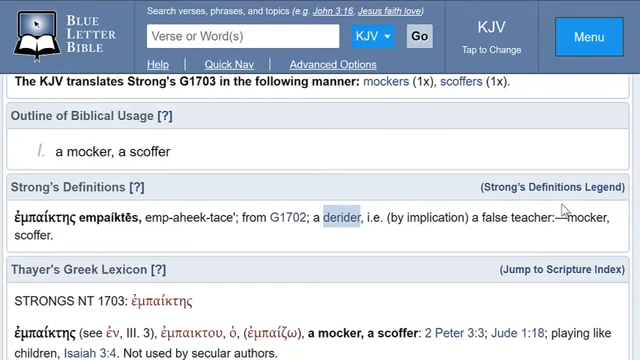 BLUE
LETTER
BIBLE
Search verses, phrases, and topics (e.g. John 3:16, Jesus faith love)
Verse or Word(s)
KJV
Go
Help Quick Nav Advanced Options
KJV
Tap to Change
Menu
The KJV translates Strong's G1703 in the following manner: mockers (1x), scoffers (1x).
Outline of Biblical Usage [?]
I. a mocker, a scoffer
Strong's Definitions [?] (Strong's Definitions Legend)
ἐμπαίκτης empaíktēs, emp-aheek-tace'; from G1702; a derider, i.e. (by implication) a false teacher:—mocker,
scoffer.
Thayer's Greek Lexicon [?] (Jump to Scripture Index)
STRONGS NT 1703: ἐμπαίκτης
ἐμπαίκτης (see ἐν, III. 3), ἐμπαικτου, ὁ, (ἐμπαίζω), a mocker, a scoffer: 2 Peter 3:3; Jude 1:18; playing like
children, Isaiah 3:4. Not used by secular authors.